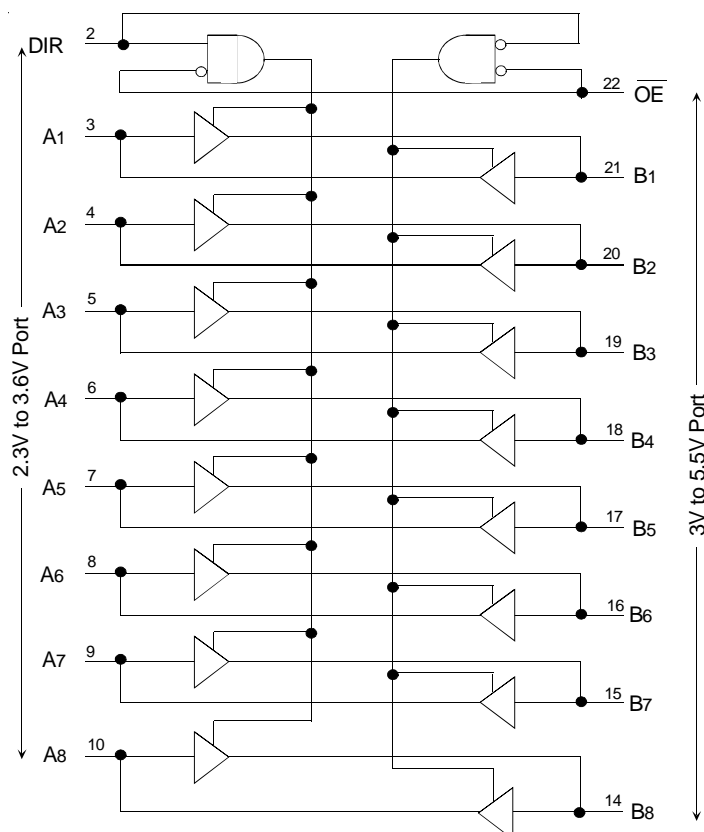 DIR 2
22 OE
A1 3
21 B1
A2 4
20 B2
A3 5
19 B3
A4 6
18 B4
A5 7
17 B5
A6 8
16 B6
A7 9
15 B7
A8 10
14 B8
2.3V to 3.6V Port
3V to 5.5V Port